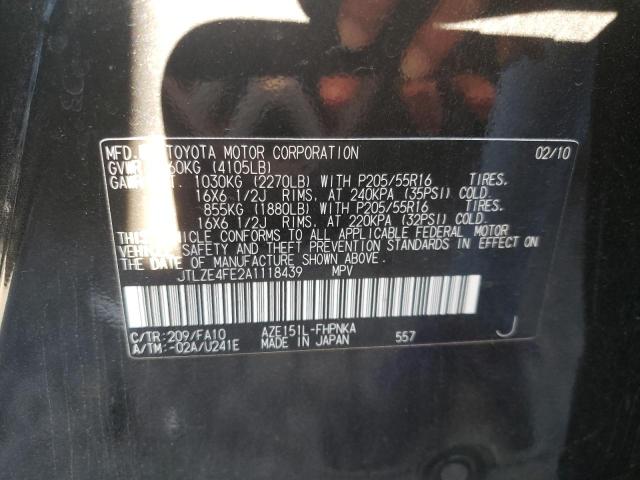 MFD. TOYOTA MOTOR CORPORATION 02/10
GVWR 60KG (4105LB)
GAWR T. 1030KG (2270LB) WITH P205/55R16 TIRES.
16X6 1/2J RIMS, AT 240KPA (35PSI) COLD.
855KG (1880LB) WITH P205/55R16 TIRES.
16X6 1/2J RIMS, AT 220KPA (32PSI) COLD.
THIS VEHICLE CONFORMS TO ALL APPLICABLE FEDERAL MOTOR
VEHICLE SAFETY AND THEFT PREVENTION STANDARDS IN EFFECT ON
THE DATE OF MANUFACTURE SHOWN ABOVE.
JTLZE4FE2A1118439 MPV
C/TR: 209/FA10 AZE151L-FHPNKA 557 J
A/TM: -02A/U241E MADE IN JAPAN